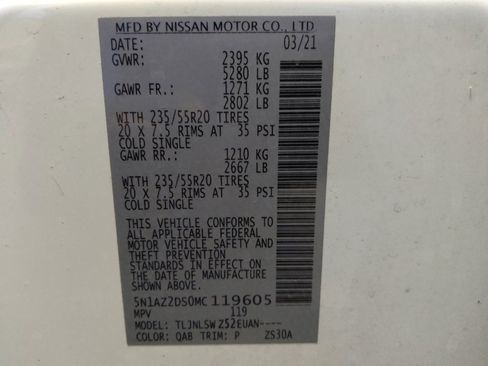 MFD BY NISSAN MOTOR CO., LTD
DATE: 03/21
GVWR: 2395 KG
5280 LB
GAWR FR.: 1271 KG
2802 LB
WITH 235/55R20 TIRES
20 X 7.5 RIMS AT 35 PSI
COLD SINGLE
GAWR RR.: 1210 KG
2667 LB
WITH 235/55R20 TIRES
20 X 7.5 RIMS AT 35 PSI
COLD SINGLE
THIS VEHICLE CONFORMS TO
ALL APPLICABLE FEDERAL
MOTOR VEHICLE SAFETY AND
THEFT PREVENTION
STANDARDS IN EFFECT ON
THE DATE OF MANUFACTURE
SHOWN ABOVE.
5N1AZ2DS0MC 119605
MPV 119
MODEL: TLJNLSW Z52EUAN----
COLOR: QAB TRIM: P ZS30A